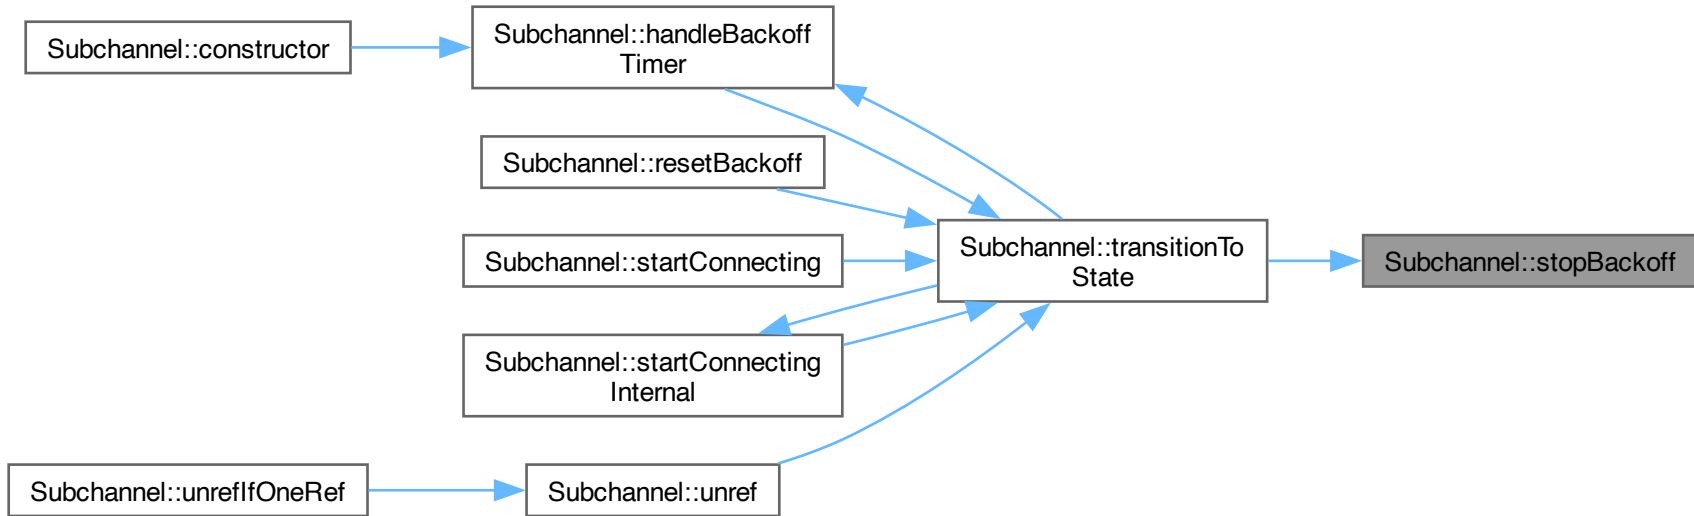 Subchannel::constructor
Subchannel::handleBackoff
Timer
Subchannel::resetBackoff
Subchannel::startConnecting
Subchannel::startConnecting
Internal
Subchannel::unrefIfOneRef
Subchannel::unref
Subchannel::transitionTo
State
Subchannel::stopBackoff